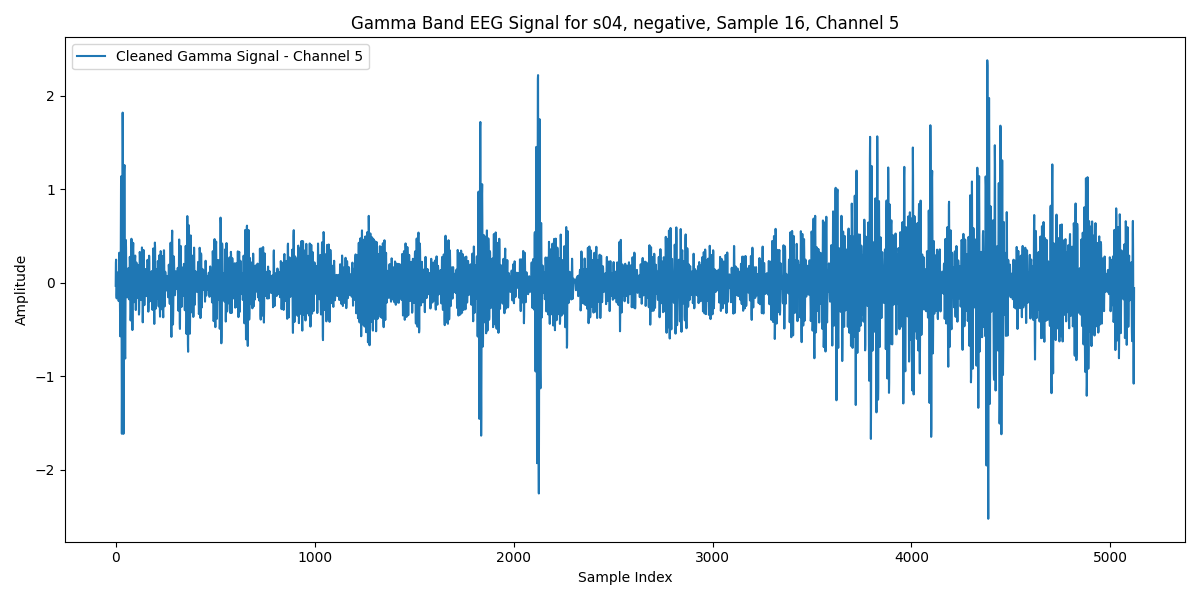 Gamma Band EEG Signal for s04, negative, Sample 16, Channel 5
Cleaned Gamma Signal - Channel 5
Amplitude
2
1
0
−1
−2
0 1000 2000 3000 4000 5000
Sample Index